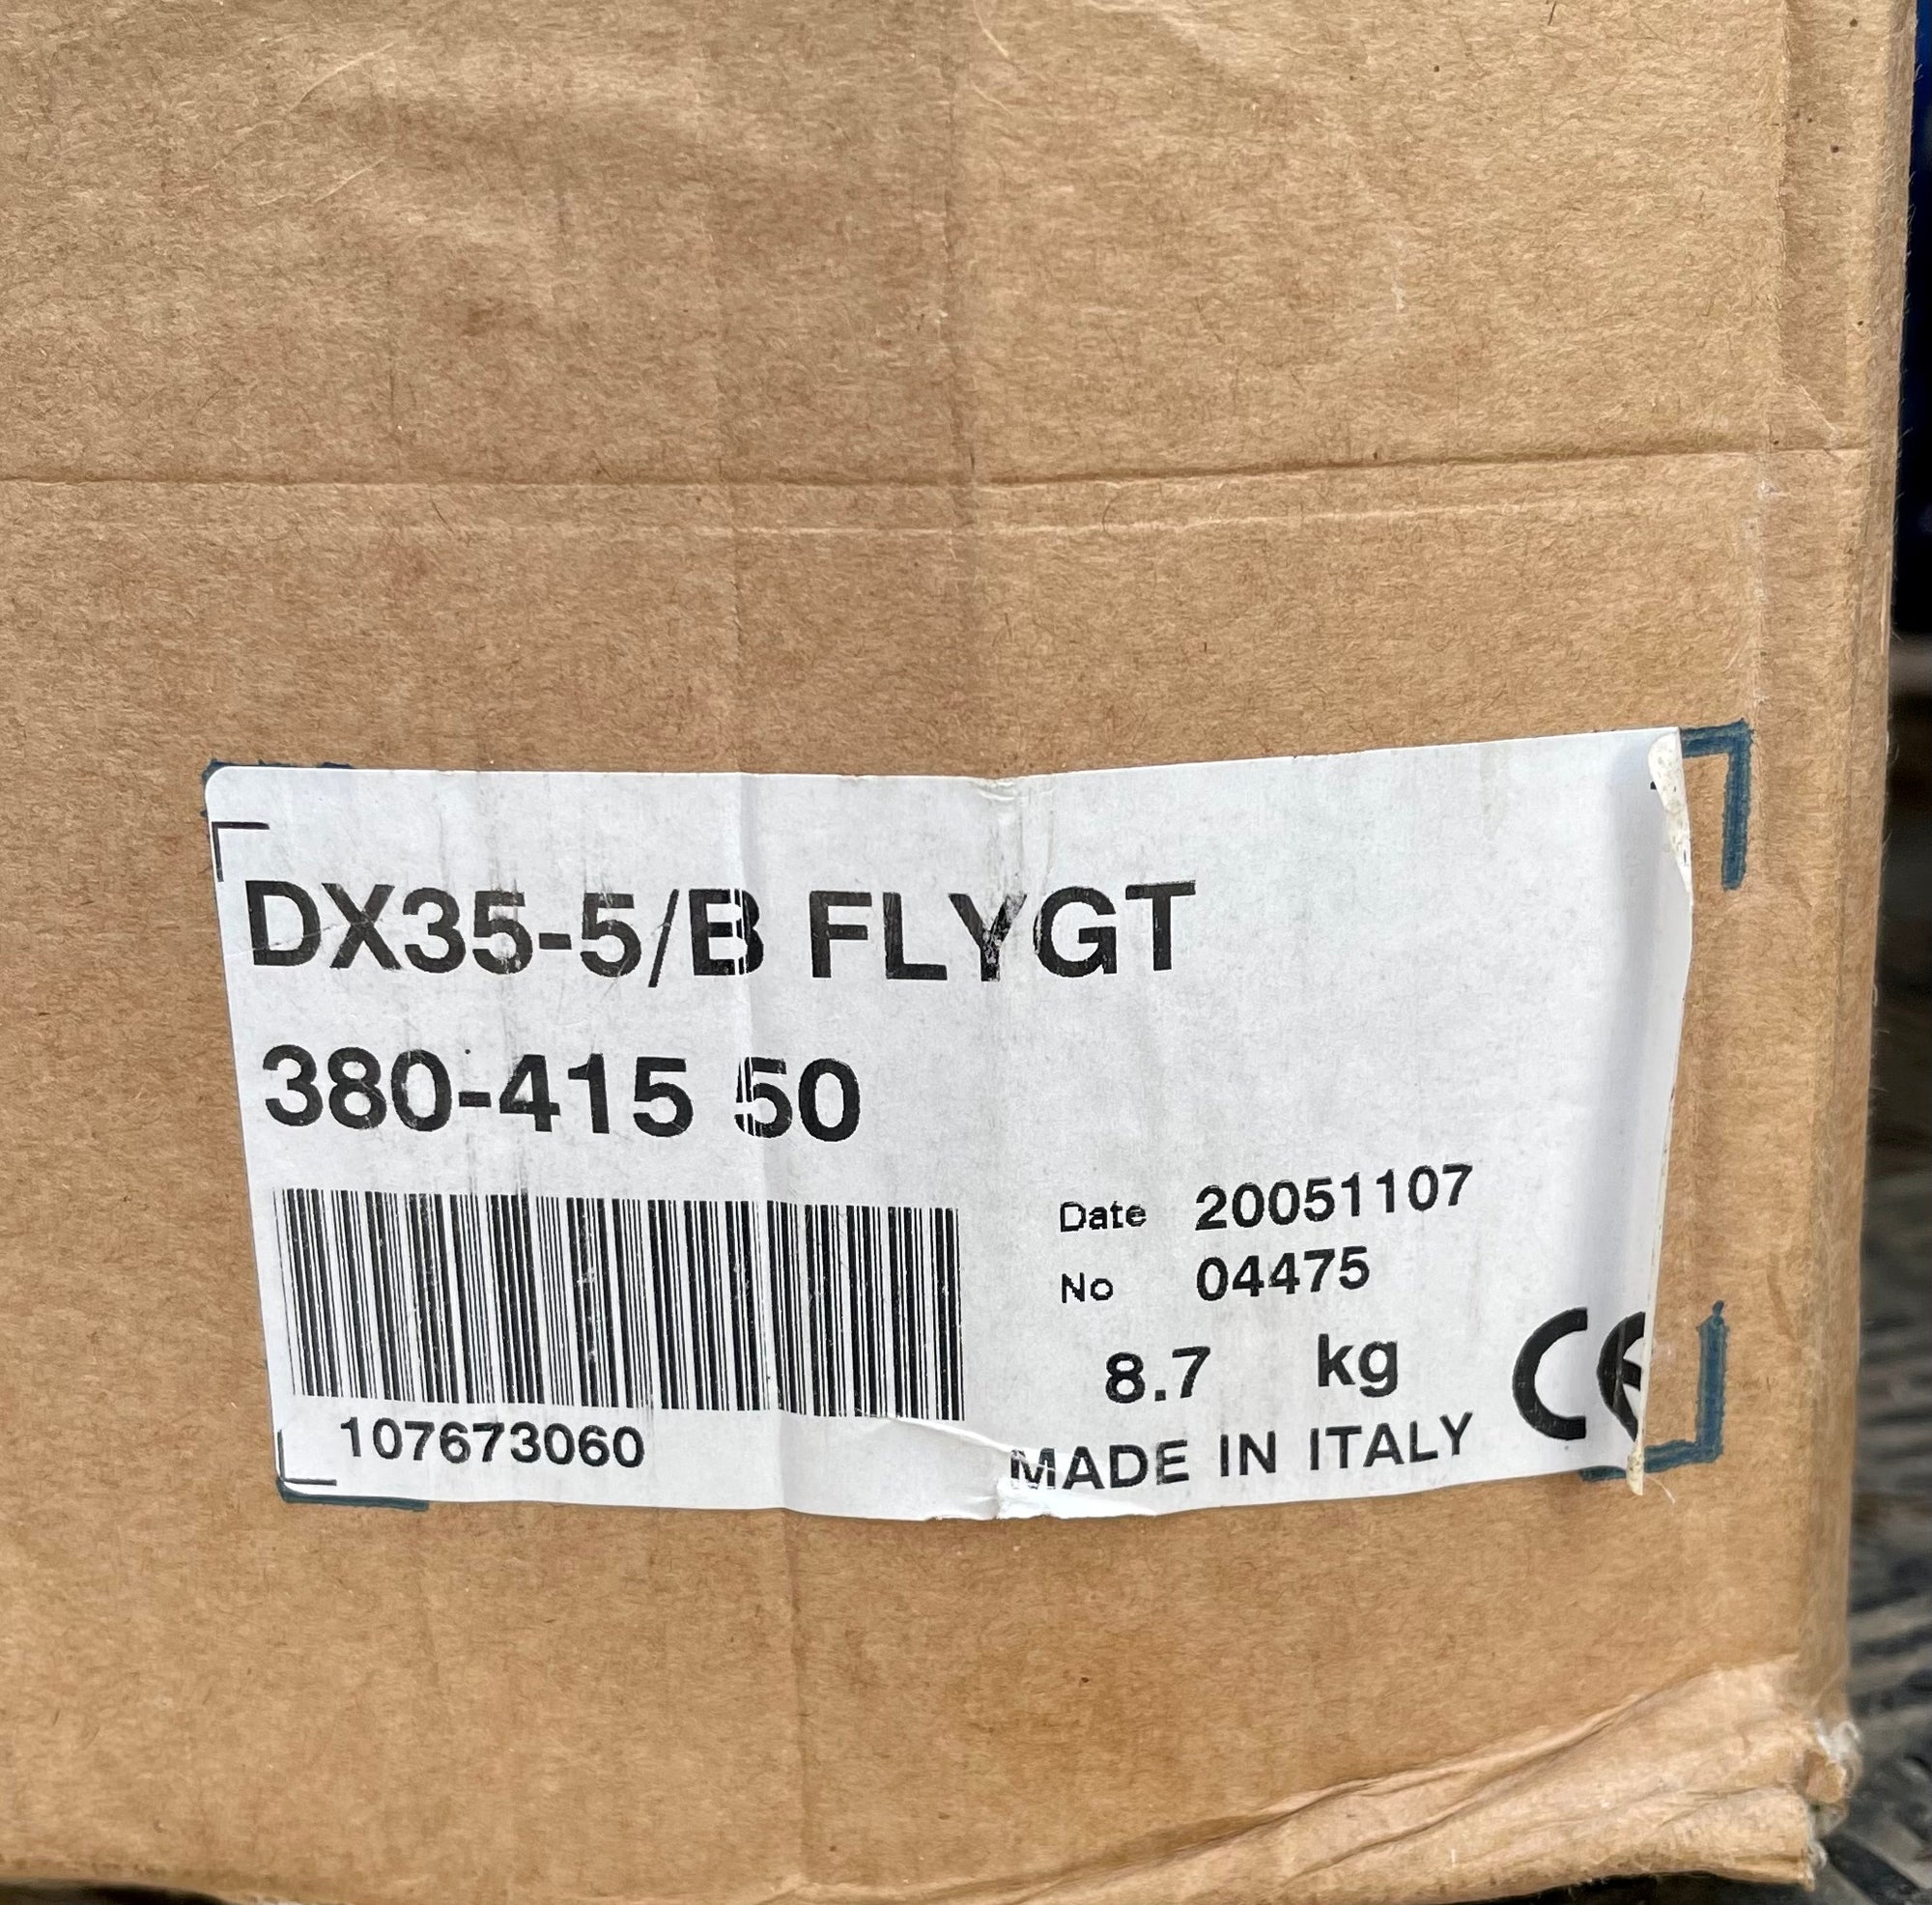 DX35-5/B FLYGT
380-415 50
Date 20051107
No 04475
8.7 kg
CE
107673060
MADE IN ITALY